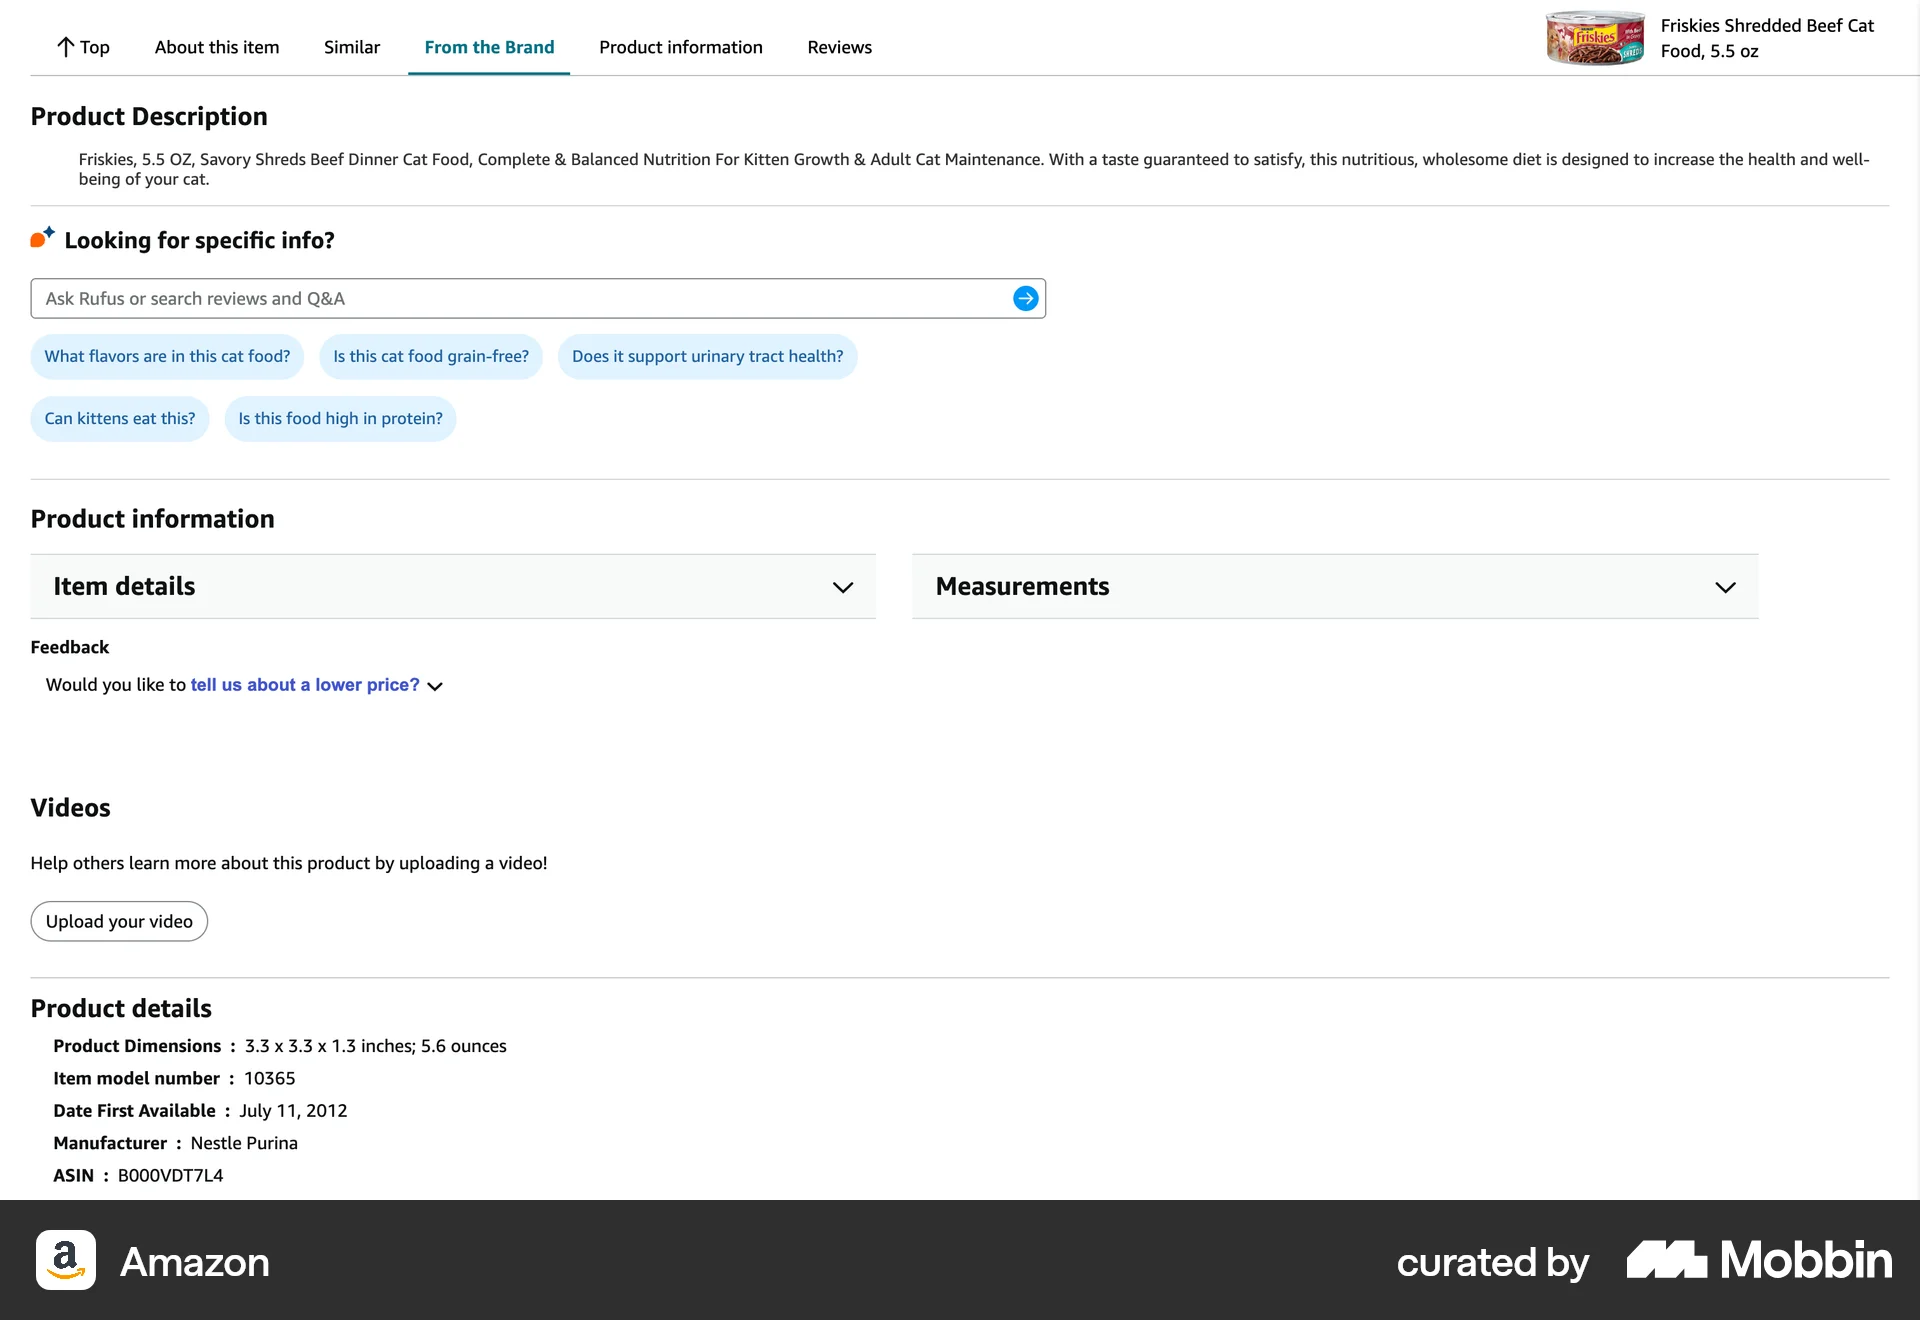 Top
About this item
Similar
From the Brand
Product information
Reviews
Friskies
SHREDS
Friskies Shredded Beef Cat
Food, 5.5 oz
Product Description
Friskies, 5.5 OZ, Savory Shreds Beef Dinner Cat Food, Complete & Balanced Nutrition For Kitten Growth & Adult Cat Maintenance. With a taste guaranteed to satisfy, this nutritious, wholesome diet is designed to increase the health and well-
being of your cat.
Looking for specific info?
Ask Rufus or search reviews and Q&A
What flavors are in this cat food?
Is this cat food grain-free?
Does it support urinary tract health?
Can kittens eat this?
Is this food high in protein?
Product information
Item details
Measurements
Feedback
Would you like to tell us about a lower price?
Videos
Help others learn more about this product by uploading a video!
Upload your video
Product details
Product Dimensions : 3.3 x 3.3 x 1.3 inches; 5.6 ounces
Item model number : 10365
Date First Available : July 11, 2012
Manufacturer : Nestle Purina
ASIN : B000VDT7L4
a
Amazon
curated by
Mobbin